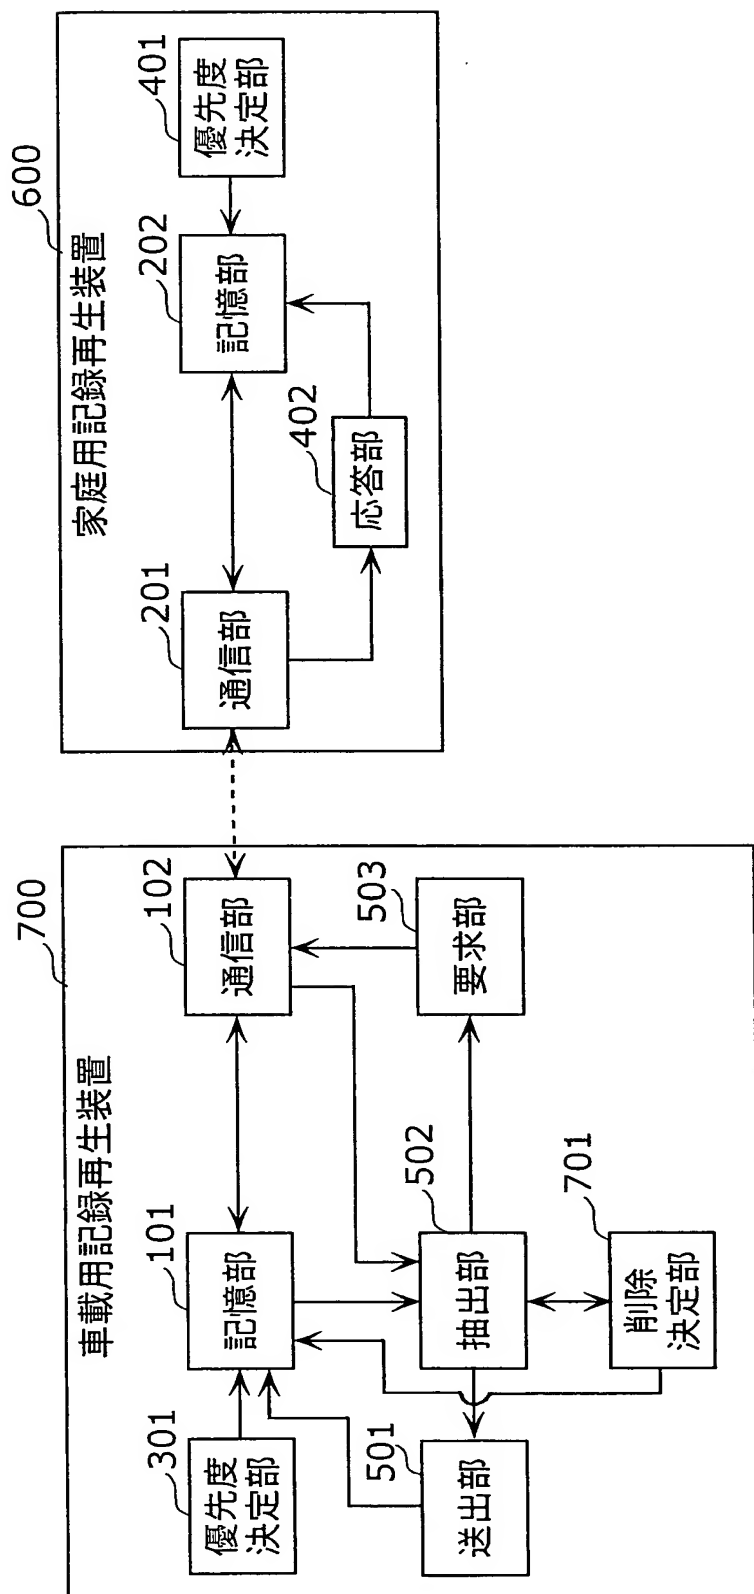 700
車載用記録再生装置
301
優先度
決定部
101
記憶部
102
通信部
501
送出部
502
抽出部
503
要求部
701
削除
決定部
600
家庭用記録再生装置
201
通信部
202
記憶部
401
優先度
決定部
402
応答部